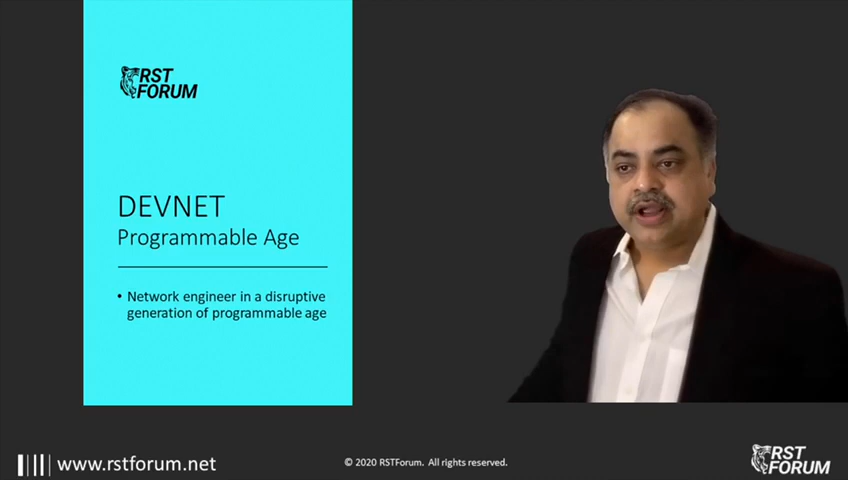 RST
FORUM
DEVNET
Programmable Age
• Network engineer in a disruptive
generation of programmable age
www.rstforum.net
© 2020 RSTForum. All rights reserved.
RST
FORUM